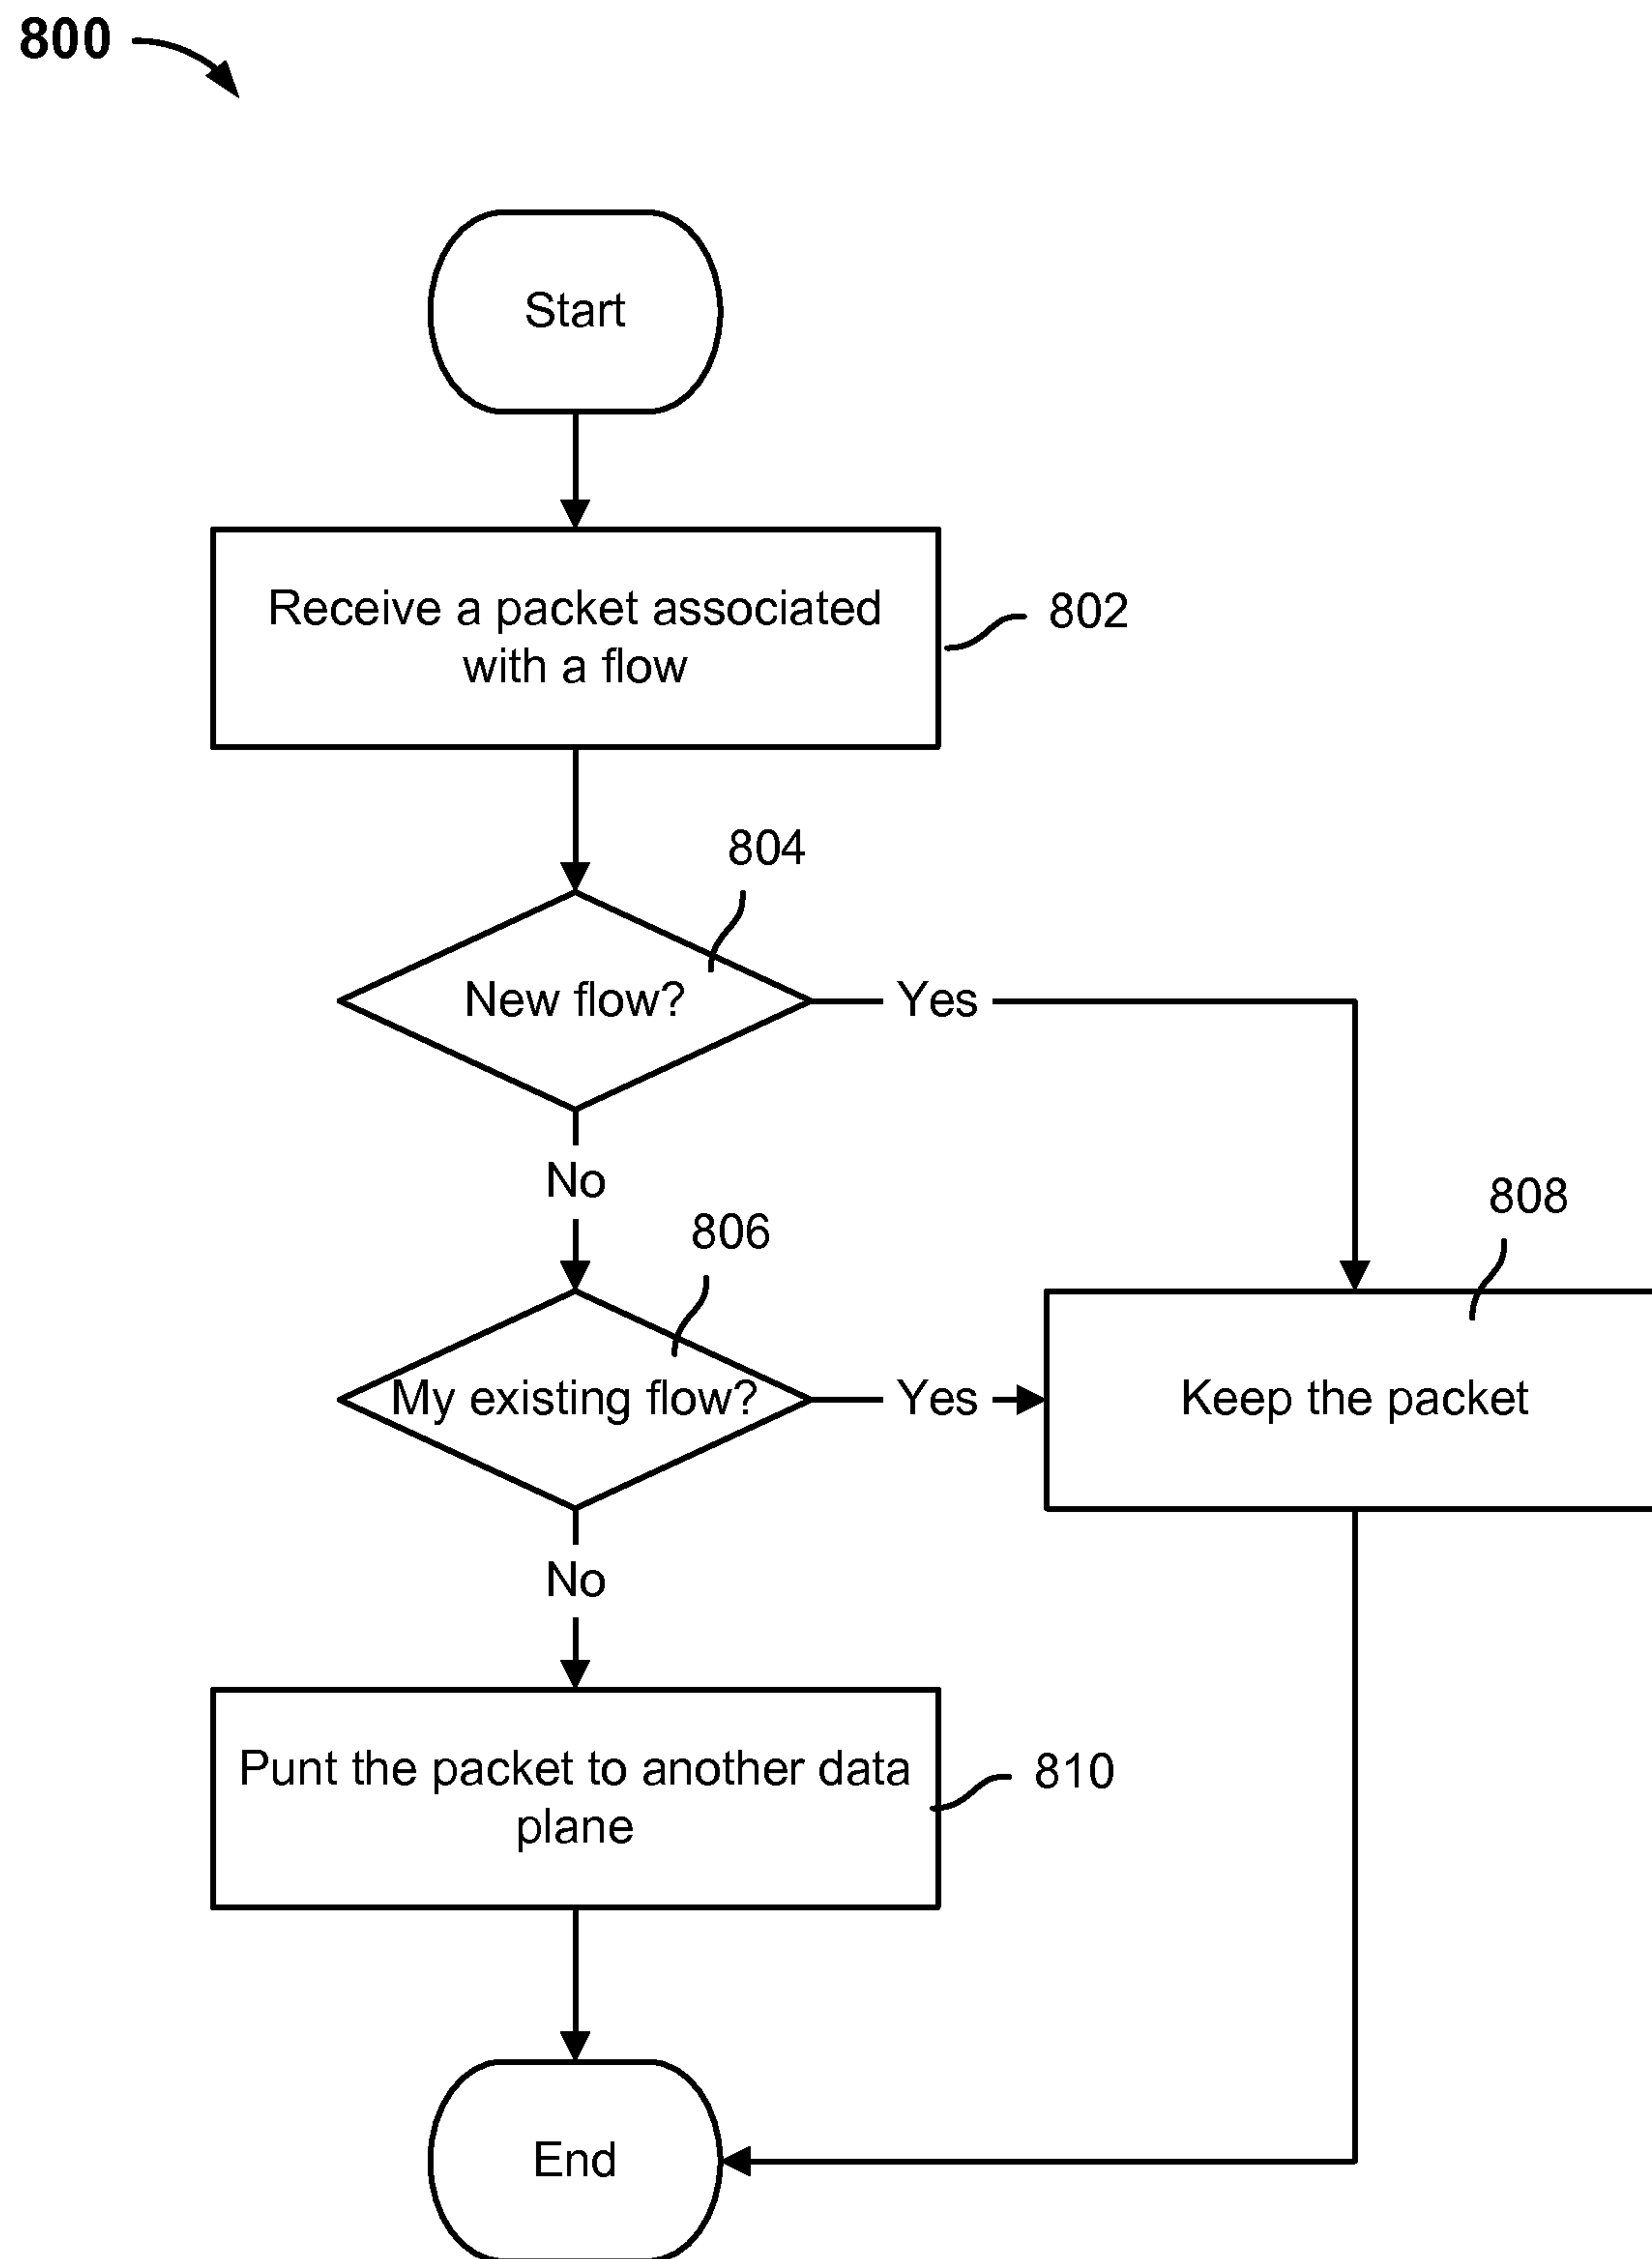 800
Start
Receive a packet associated
with a flow
802
804
New flow?
Yes
No
806
808
My existing flow?
Yes
Keep the packet
No
Punt the packet to another data
plane
810
End